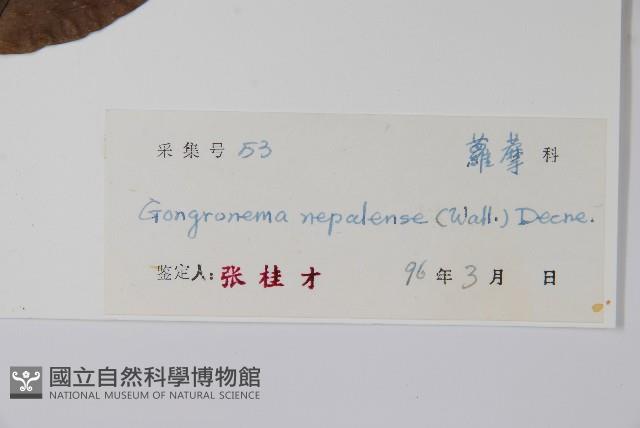 采集号 53 蘿藦 科
Gongronema nepalense (Wall.) Decne.
鉴定人: 张桂才 96 年 3 月 日
國立自然科學博物館
NATIONAL MUSEUM OF NATURAL SCIENCE